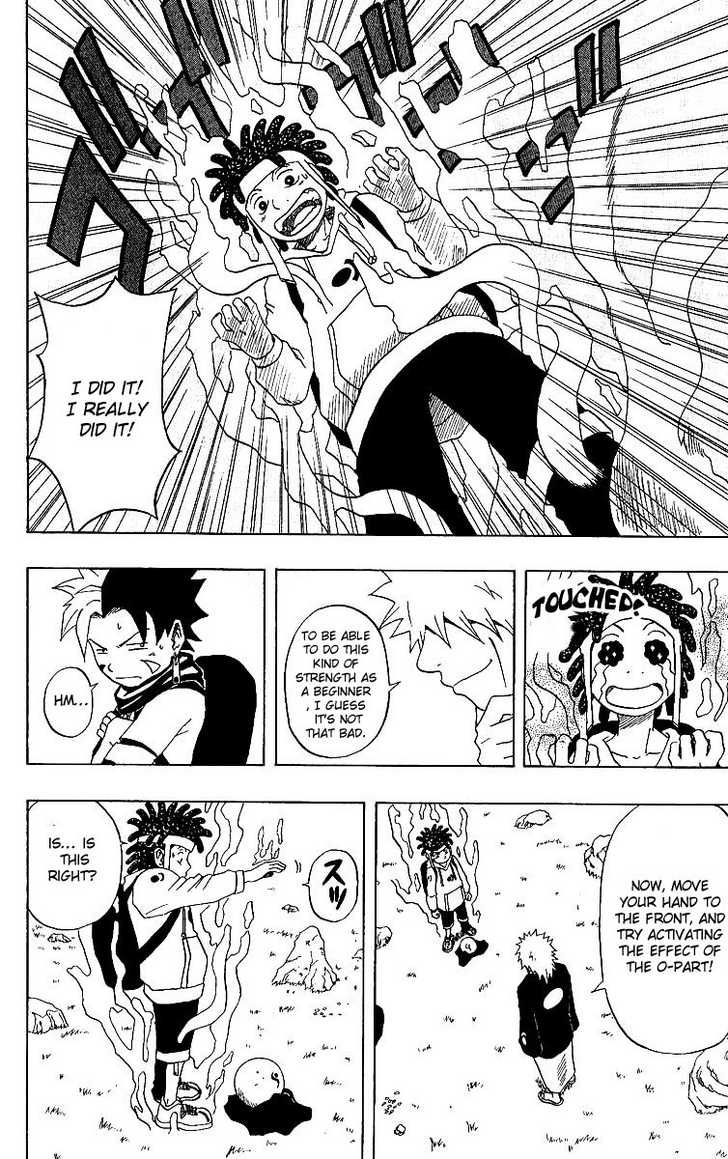 I DID IT!
I REALLY
DID IT!
TOUCHED!
TO BE ABLE
TO DO THIS
KIND OF
STRENGTH AS
A BEGINNER
, I GUESS
IT'S NOT
THAT BAD.
HM...
NOW, MOVE
YOUR HAND TO
THE FRONT, AND
TRY ACTIVATING
THE EFFECT OF
THE O-PART!
スッ
IS... IS
THIS
RIGHT?